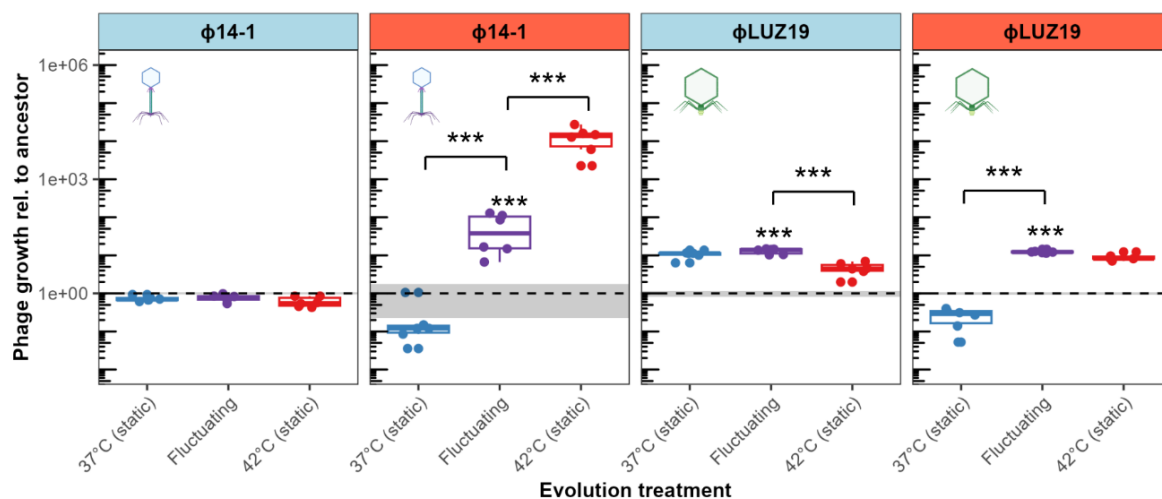 ϕ14-1 ϕ14-1 ϕLUZ19 ϕLUZ19
Phage growth rel. to ancestor
1e+06
***
***
***
***
1e+03
***
***
***
1e+00
37°C (static) Fluctuating 42°C (static) 37°C (static) Fluctuating 42°C (static) 37°C (static) Fluctuating 42°C (static) 37°C (static) Fluctuating 42°C (static)
Evolution treatment